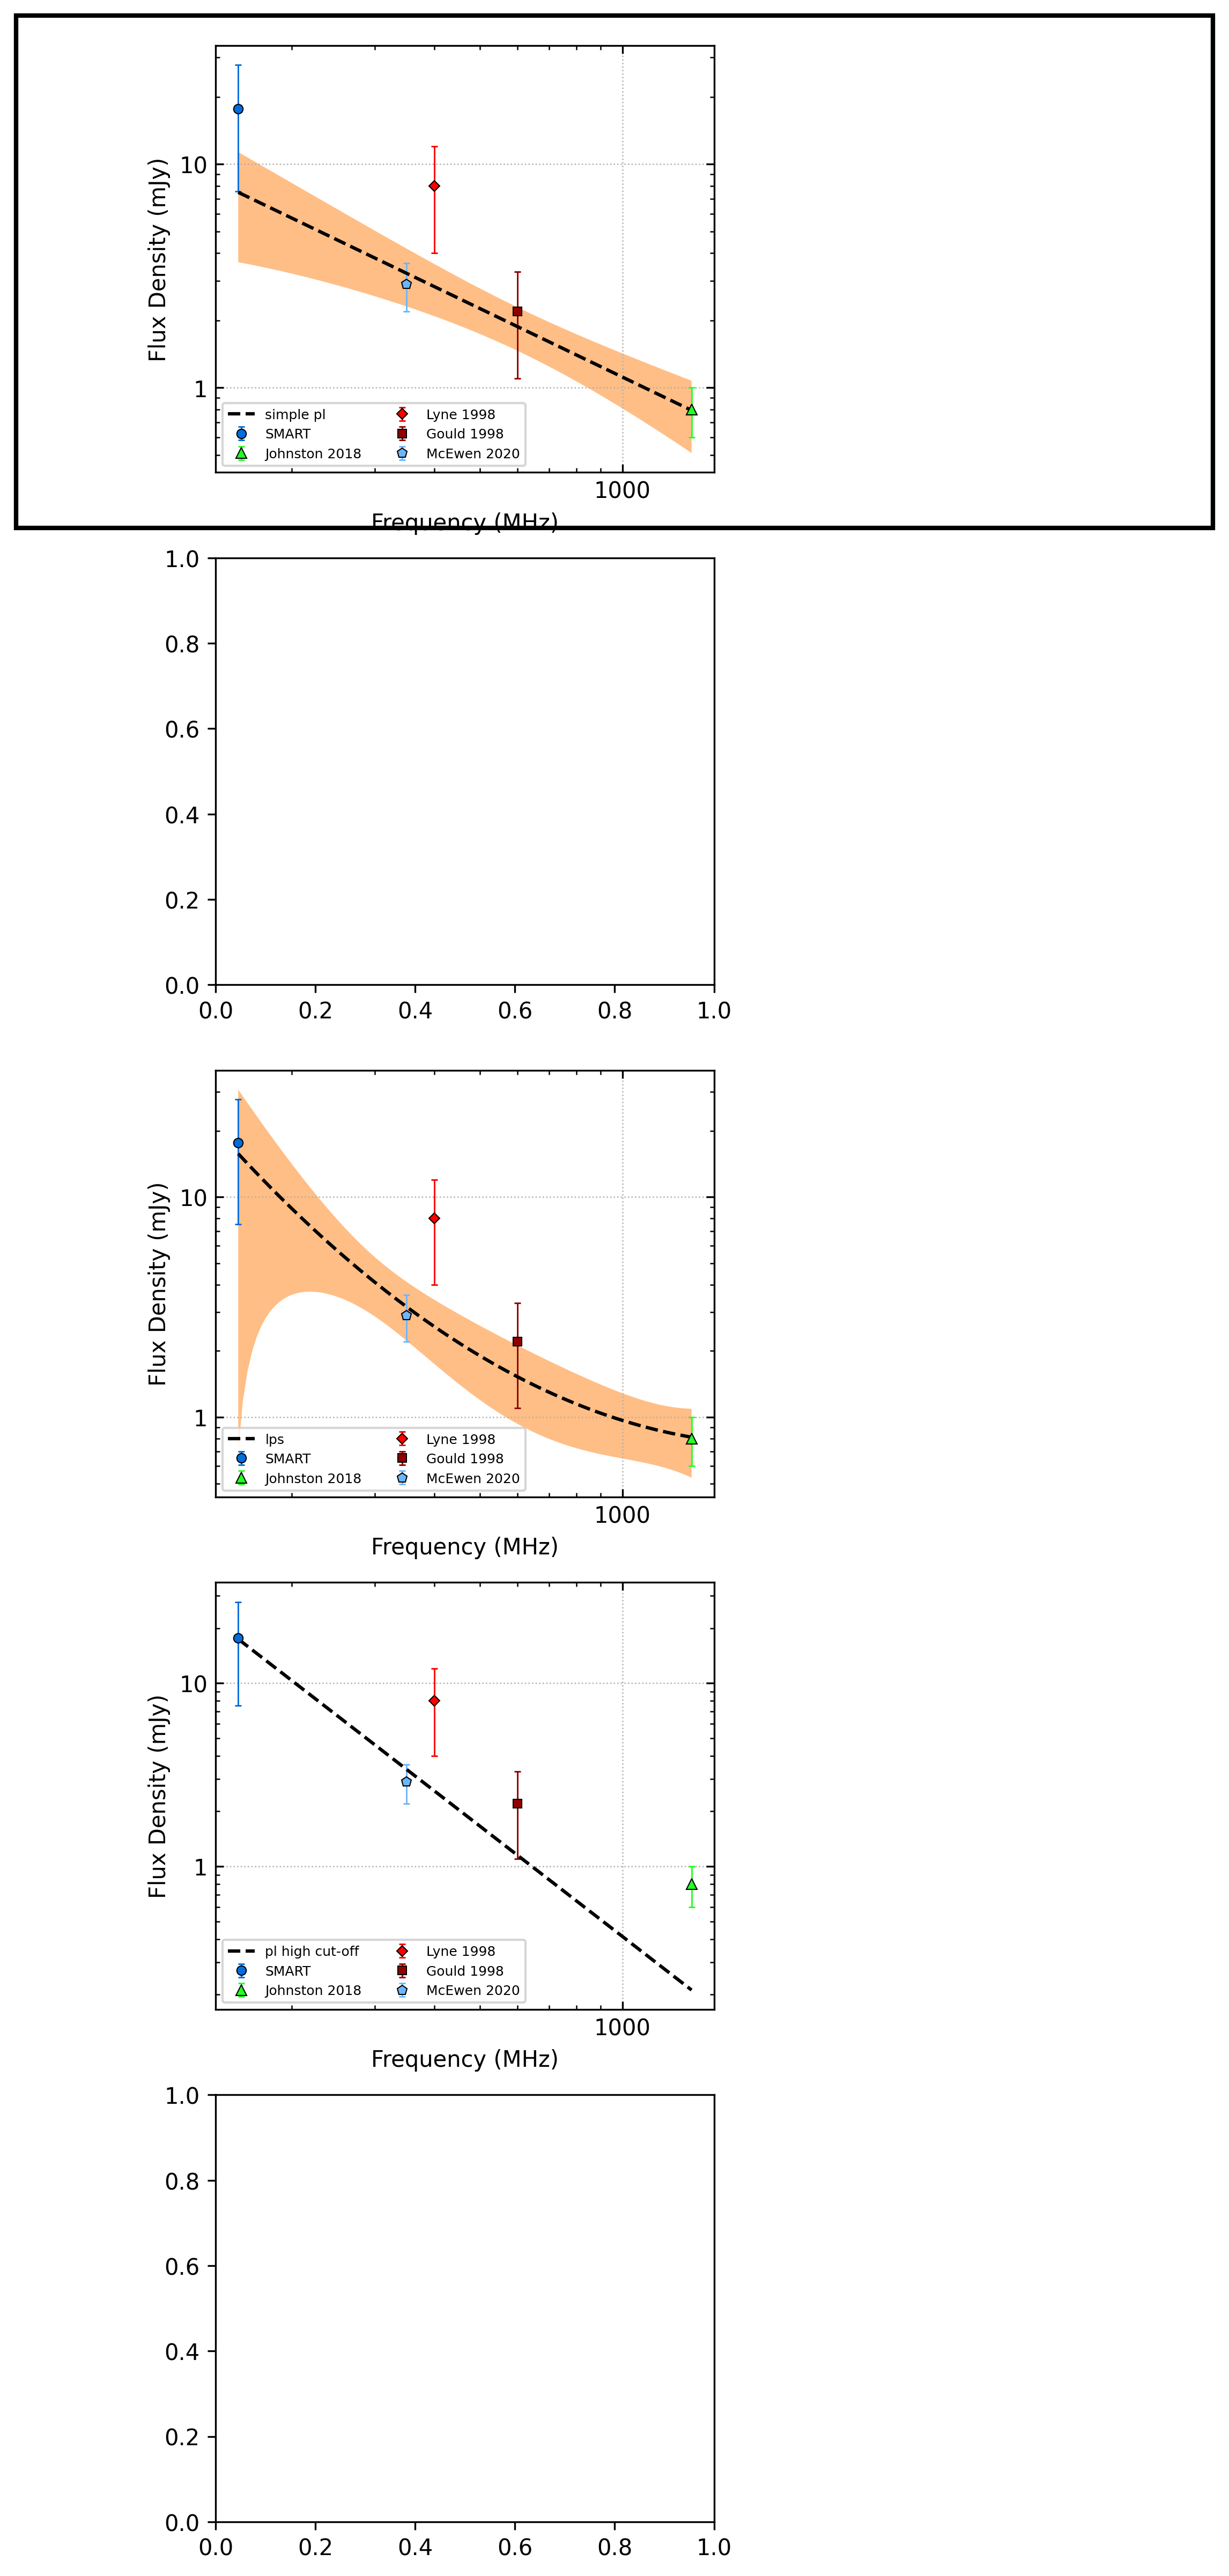 10
1
Flux Density (mJy)
simple pl
SMART
Johnston 2018
Lyne 1998
Gould 1998
McEwen 2020
1000
Frequency (MHz)
1.0
0.8
0.6
0.4
0.2
0.0
0.0 0.2 0.4 0.6 0.8 1.0
10
1
Flux Density (mJy)
lps
SMART
Johnston 2018
Lyne 1998
Gould 1998
McEwen 2020
1000
Frequency (MHz)
10
1
Flux Density (mJy)
pl high cut-off
SMART
Johnston 2018
Lyne 1998
Gould 1998
McEwen 2020
1000
Frequency (MHz)
1.0
0.8
0.6
0.4
0.2
0.0
0.0 0.2 0.4 0.6 0.8 1.0